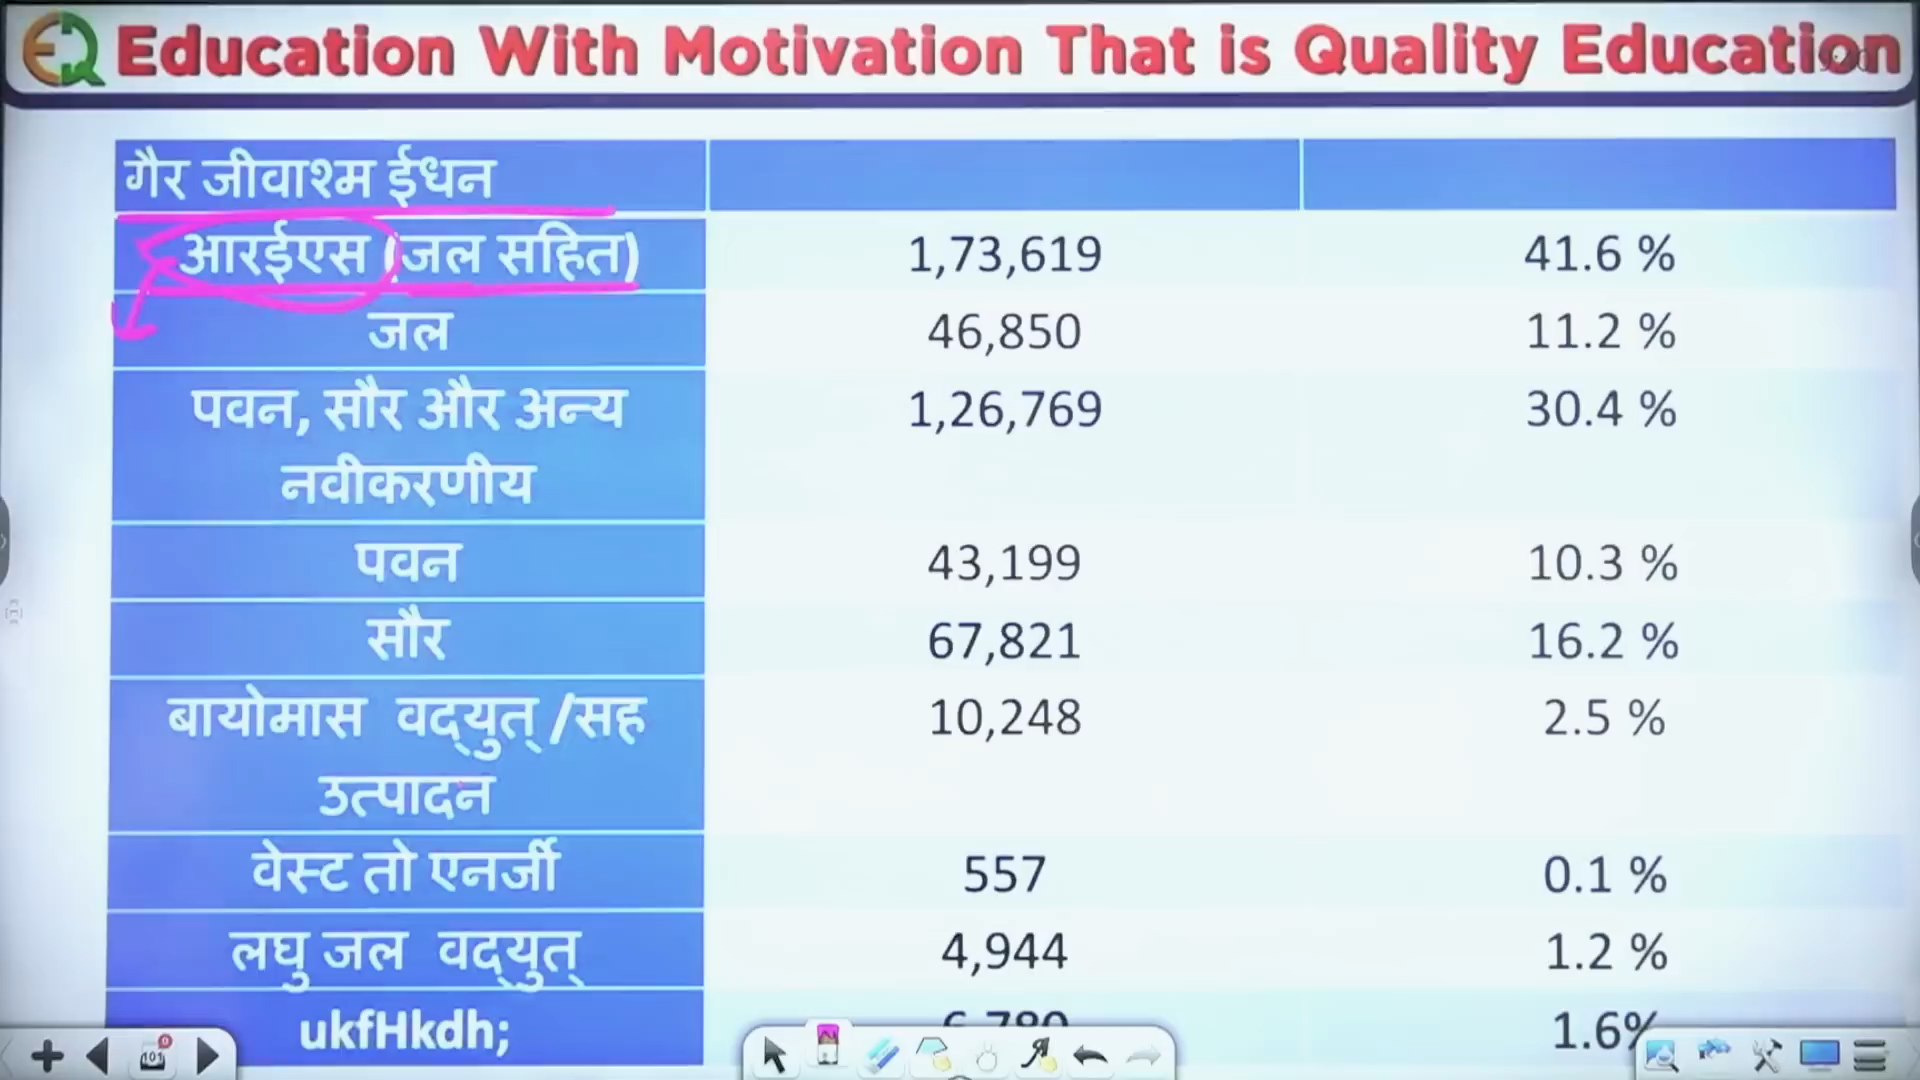 Education With Motivation That is Quality Education
गैर जीवाश्म ईधन
आरईएस (जल सहित) 1,73,619 41.6 %
जल 46,850 11.2 %
पवन, सौर और अन्य 1,26,769 30.4 %
नवीकरणीय
पवन 43,199 10.3 %
सौर 67,821 16.2 %
बायोमास वद्युत् /सह 10,248 2.5 %
उत्पादन
वेस्ट तो एनर्जी 557 0.1 %
लघु जल वद्युत् 4,944 1.2 %
ukfHkdh; 6,780 1.6%